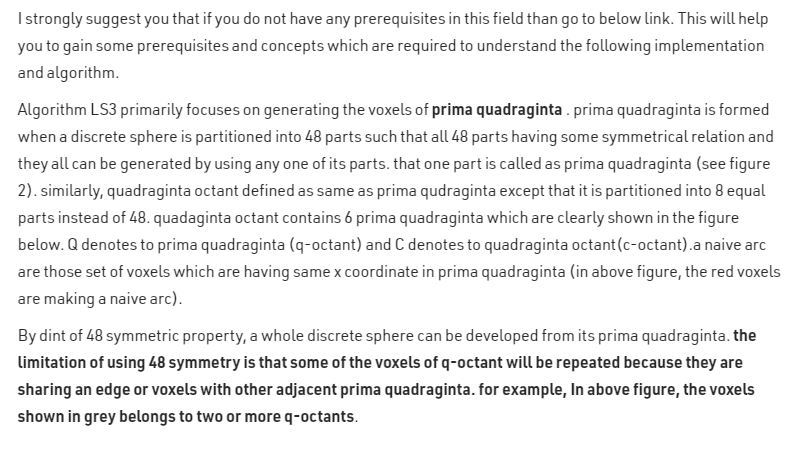 I strongly suggest you that if you do not have any prerequisites in this field than go to below link. This will help
you to gain some prerequisites and concepts which are required to understand the following implementation
and algorithm.
Algorithm LS3 primarily focuses on generating the voxels of prima quadraginta . prima quadraginta is formed
when a discrete sphere is partitioned into 48 parts such that all 48 parts having some symmetrical relation and
they all can be generated by using any one of its parts. that one part is called as prima quadraginta (see figure
2). similarly, quadraginta octant defined as same as prima qudraginta except that it is partitioned into 8 equal
parts instead of 48. quadaginta octant contains 6 prima quadraginta which are clearly shown in the figure
below. Q denotes to prima quadraginta (q-octant) and C denotes to quadraginta octant(c-octant).a naive arc
are those set of voxels which are having same x coordinate in prima quadraginta (in above figure, the red voxels
are making a naive arc).
By dint of 48 symmetric property, a whole discrete sphere can be developed from its prima quadraginta. the
limitation of using 48 symmetry is that some of the voxels of q-octant will be repeated because they are
sharing an edge or voxels with other adjacent prima quadraginta. for example, In above figure, the voxels
shown in grey belongs to two or more q-octants.